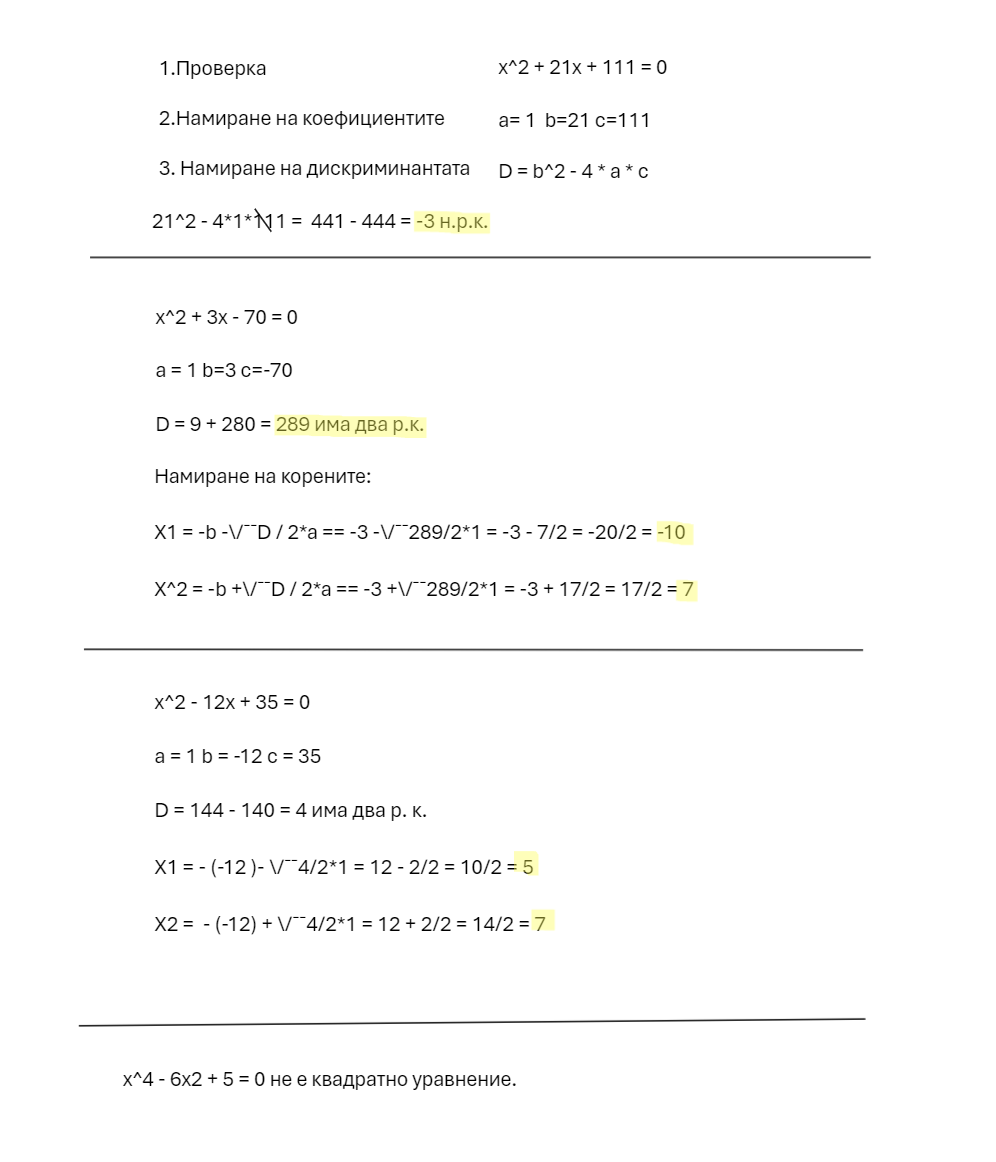 1.Проверка x^2 + 21x + 111 = 0
2.Намиране на коефициентите a= 1 b=21 c=111
3. Намиране на дискриминантата D = b^2 - 4 * a * c
21^2 - 4*1*111 = 441 - 444 = -3 н.р.к.
x^2 + 3x - 70 = 0
a = 1 b=3 c=-70
D = 9 + 280 = 289 има два р.к.
Намиране на корените:
X1 = -b -\/¯¯D / 2*a == -3 -\/¯¯289/2*1 = -3 - 7/2 = -20/2 = -10
X^2 = -b +\/¯¯D / 2*a == -3 +\/¯¯289/2*1 = -3 + 17/2 = 17/2 = 7
x^2 - 12x + 35 = 0
a = 1 b = -12 c = 35
D = 144 - 140 = 4 има два р. к.
X1 = - (-12 )- \/¯¯4/2*1 = 12 - 2/2 = 10/2 = 5
X2 = - (-12) + \/¯¯4/2*1 = 12 + 2/2 = 14/2 = 7
x^4 - 6x2 + 5 = 0 не е квадратно уравнение.